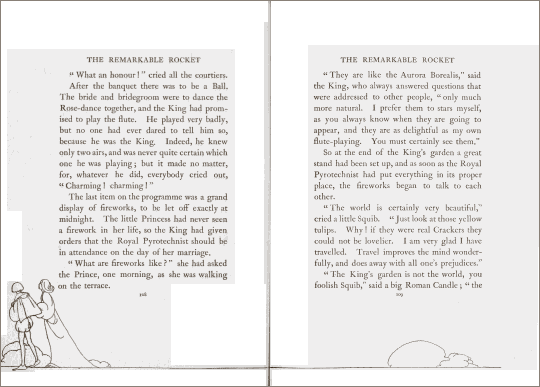 THE REMARKABLE ROCKET
“ What an honour ! ” cried all the courtiers.
After the banquet there was to be a Ball.
The bride and bridegroom were to dance the
Rose-dance together, and the King had prom-
ised to play the flute. He played very badly,
but no one had ever dared to tell him so,
because he was the King. Indeed, he knew
only two airs, and was never quite certain which
one he was playing ; but it made no matter,
for, whatever he did, everybody cried out,
“ Charming ! charming ! ”
The last item on the programme was a grand
display of fireworks, to be let off exactly at
midnight. The little Princess had never seen
a firework in her life, so the King had given
orders that the Royal Pyrotechnist should be
in attendance on the day of her marriage.
“ What are fireworks like ? ” she had asked
the Prince, one morning, as she was walking
on the terrace.
108
THE REMARKABLE ROCKET
“ They are like the Aurora Borealis,” said
the King, who always answered questions that
were addressed to other people, “ only much
more natural. I prefer them to stars myself,
as you always know when they are going to
appear, and they are as delightful as my own
flute-playing. You must certainly see them.”
So at the end of the King's garden a great
stand had been set up, and as soon as the Royal
Pyrotechnist had put everything in its proper
place, the fireworks began to talk to each
other.
“ The world is certainly very beautiful,”
cried a little Squib. “ Just look at those yellow
tulips. Why ! if they were real Crackers they
could not be lovelier. I am very glad I have
travelled. Travel improves the mind wonder-
fully, and does away with all one's prejudices.”
“ The King's garden is not the world, you
foolish Squib,” said a big Roman Candle ; “ the
109